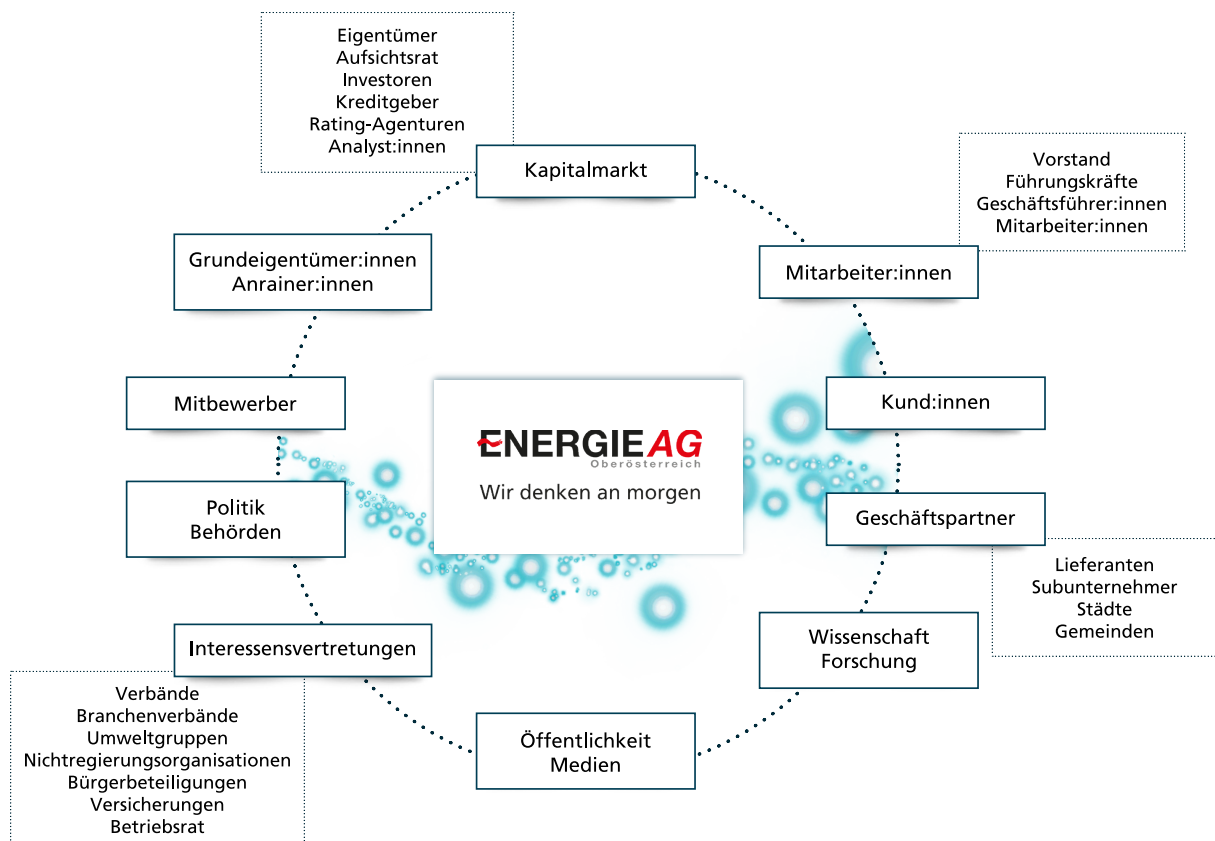 Eigentümer
Aufsichtsrat
Investoren
Kreditgeber
Rating-Agenturen
Analyst:innen
Kapitalmarkt
Vorstand
Führungskräfte
Geschäftsführer:innen
Mitarbeiter:innen
Mitarbeiter:innen
Grundeigentümer:innen
Anrainer:innen
Mitbewerber
Kund:innen
ENERGIE AG
Oberösterreich
Wir denken an morgen
Politik
Behörden
Geschäftspartner
Lieferanten
Subunternehmer
Städte
Gemeinden
Wissenschaft
Forschung
Interessensvertretungen
Verbände
Branchenverbände
Umweltgruppen
Nichtregierungsorganisationen
Bürgerbeteiligungen
Versicherungen
Betriebsrat
Öffentlichkeit
Medien